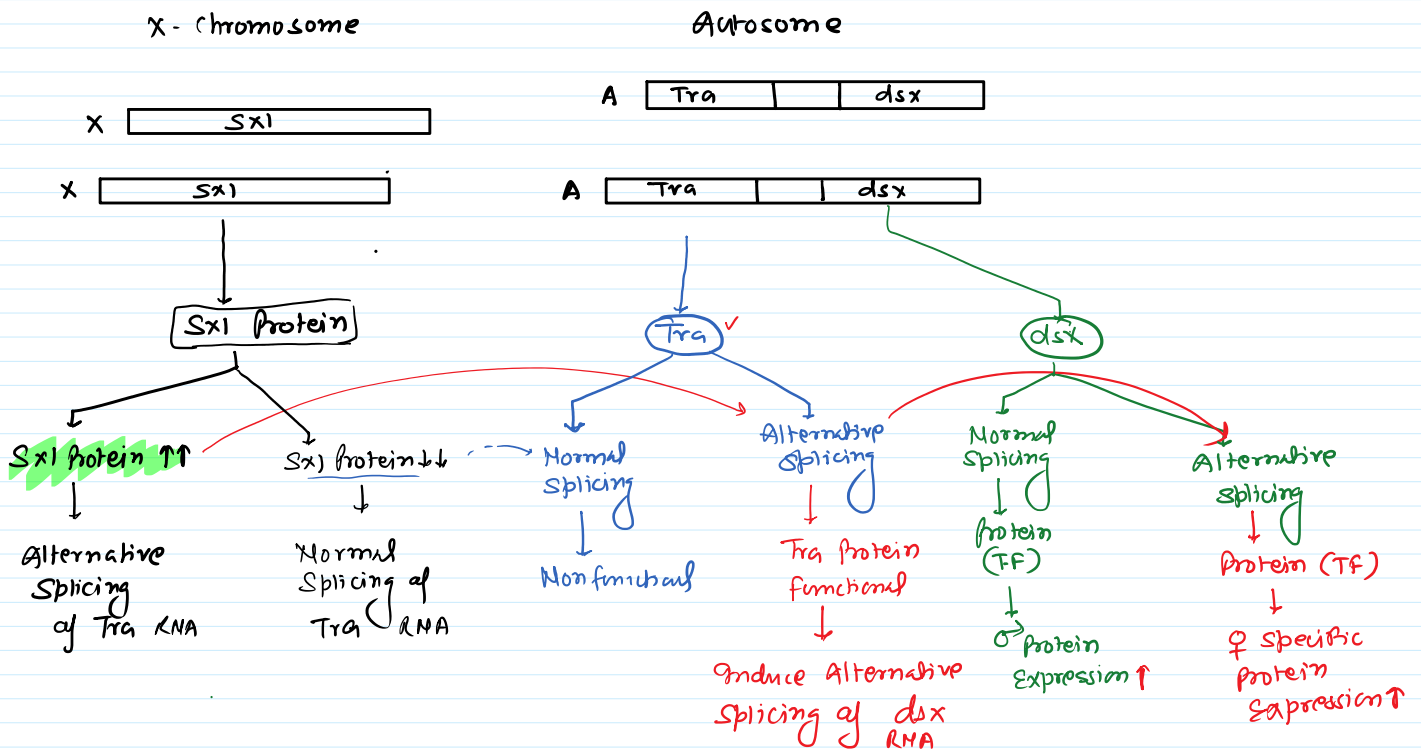 X - Chromosome
Autosome
A Tra dsx
X Sxl
X Sxl
A Tra dsx
Sxl Protein
Tra ✓
dsx
Sxl Protein ↑↑
Sxl Protein ↓↓
Normal
Splicing
Alternative
Splicing
Normal
Splicing
Alternative
Splicing
Alternative
Splicing
of Tra RNA
Normal
Splicing of
Tra RNA
Nonfunctional
Tra Protein
functional
Induce Alternative
Splicing of dsx
RNA
Protein
(TF)
♂ Protein
Expression ↑
Protein (TF)
♀ Specific
Protein
Expression ↑